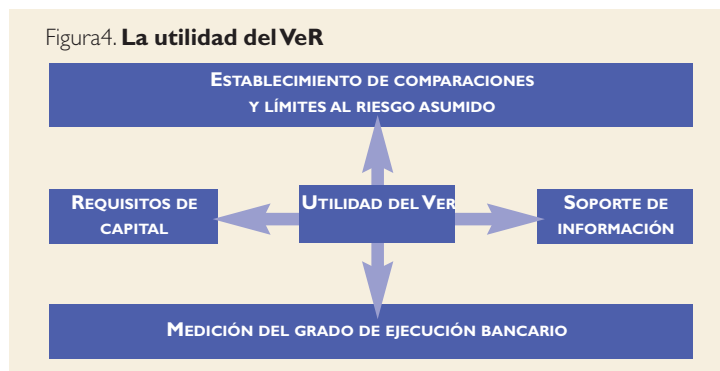 Figura4. La utilidad del VeR
ESTABLECIMIENTO DE COMPARACIONES
Y LÍMITES AL RIESGO ASUMIDO
REQUISITOS DE
CAPITAL
UTILIDAD DEL VER
SOPORTE DE
INFORMACIÓN
MEDICIÓN DEL GRADO DE EJECUCIÓN BANCARIO